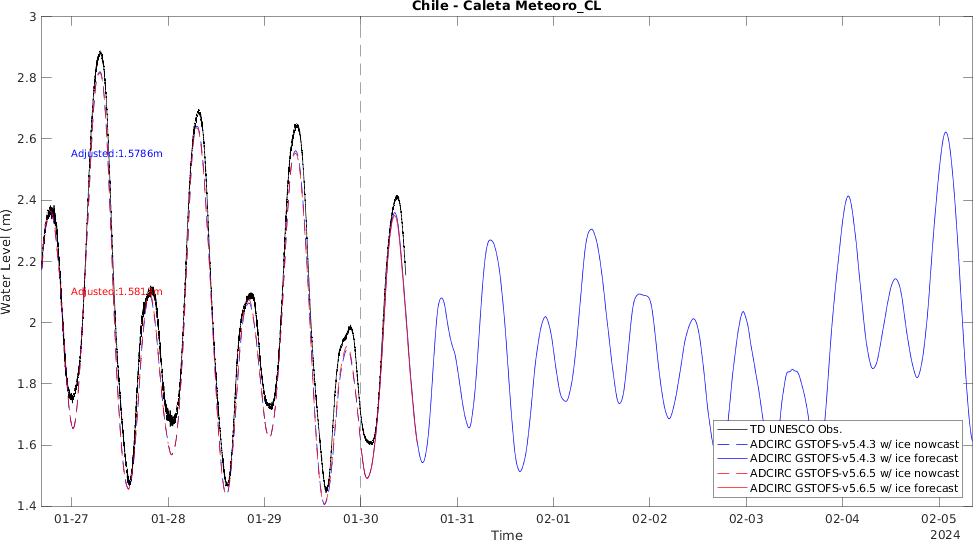 Chile - Caleta Meteoro_CL
Water Level (m)
3
2.8
2.6
2.4
2.2
2
1.8
1.6
1.4
Adjusted:1.5786m
TD UNESCO Obs.
ADCIRC GSTOFS-v5.4.3 w/ ice nowcast
ADCIRC GSTOFS-v5.4.3 w/ ice forecast
ADCIRC GSTOFS-v5.6.5 w/ ice nowcast
ADCIRC GSTOFS-v5.6.5 w/ ice forecast
01-27
01-28
01-29
01-30
01-31
02-01
02-02
02-03
02-04
02-05
2024
Time